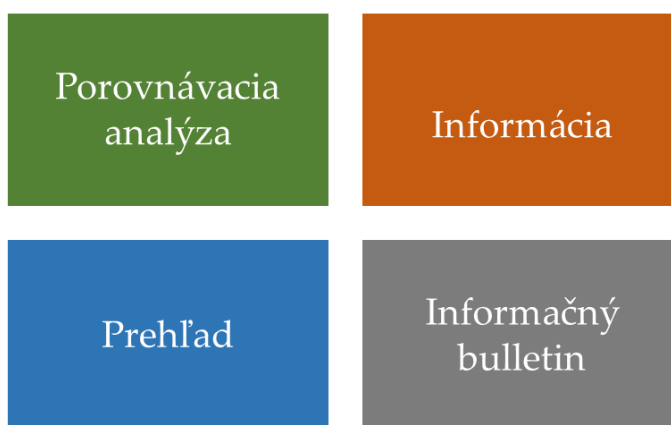 Porovnávacia
analýza
Informácia
Prehľad
Informačný
bulletin